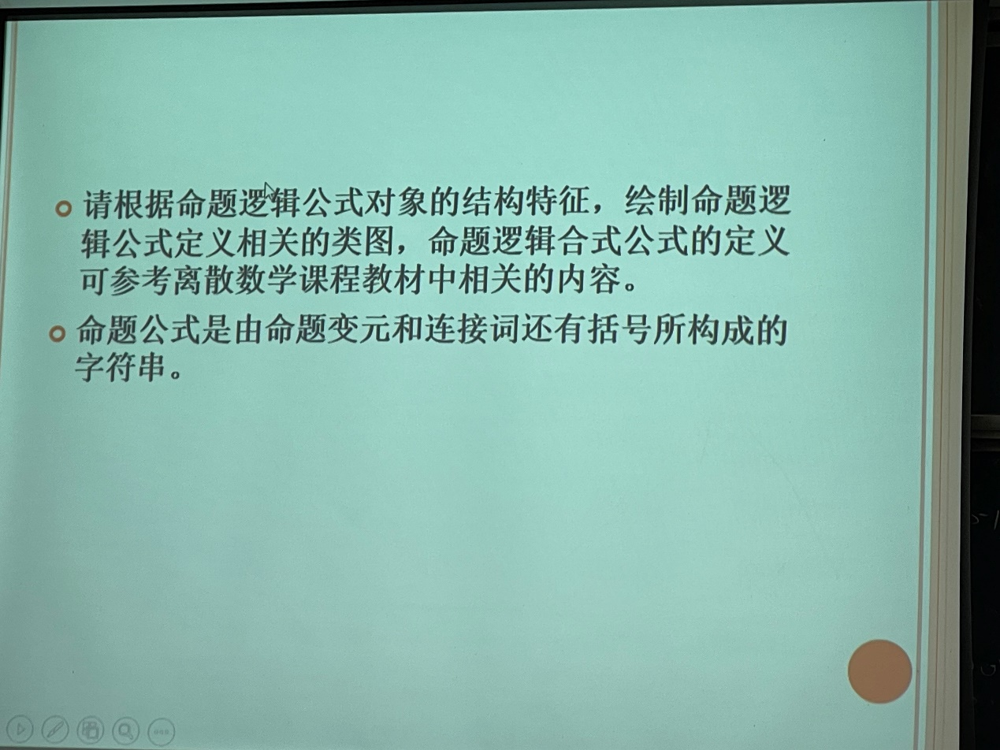 请根据命题逻辑公式对象的结构特征，绘制命题逻
辑公式定义相关的类图，命题逻辑合式公式的定义
可参考离散数学课程教材中相关的内容。
命题公式是由命题变元和连接词还有括号所构成的
字符串。